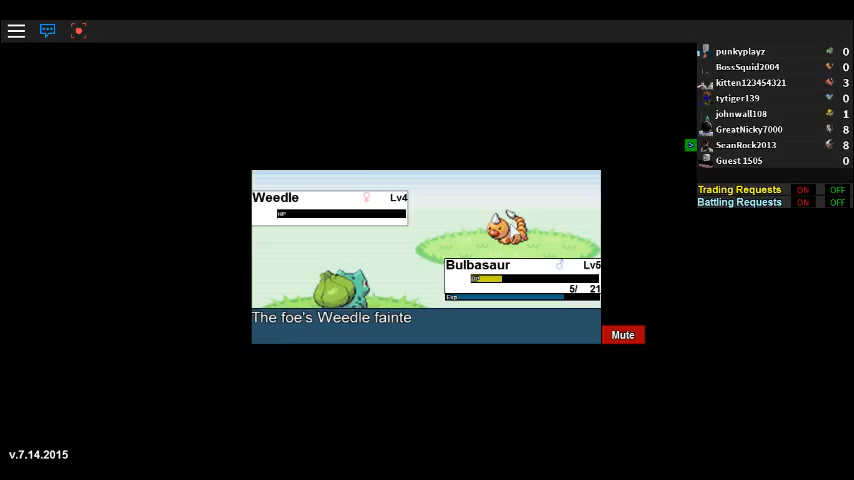 punkyplayz 0
BossSquid2004 0
kitten123454321 3
tytiger139 0
johnwall108 1
GreatNicky7000 8
SeanRock2013 8
Guest 1505 0
Trading Requests ON OFF
Battling Requests ON OFF
Weedle ♀ Lv4
HP
Bulbasaur ♂ Lv5
HP
5/ 21
Exp
The foe's Weedle fainte
Mute
v.7.14.2015